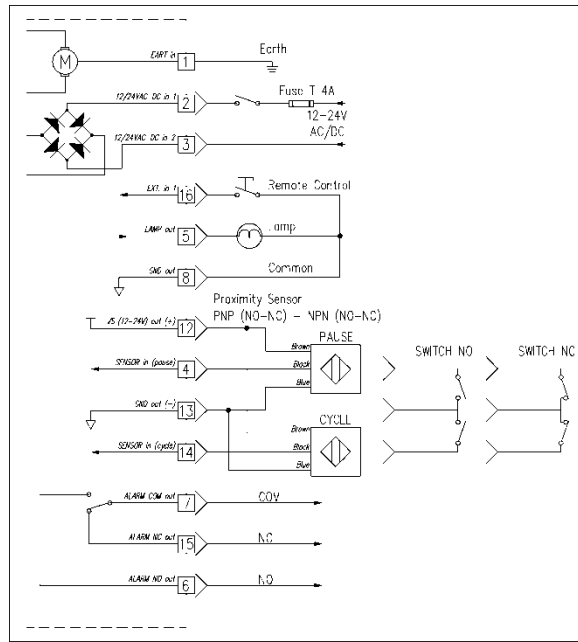 EART in 1 Earth
M
12/24VAC DC in 1 2 Fuse T 4A
12-24V
AC/DC
12/24VAC DC in 2 3
EXT. in 1 16 Remote Control
LAMP out 5 Lamp
GND out 8 Common
Proximity Sensor
PNP (NO-NC) - NPN (NO-NC)
VS (12-24V) out (+) 12
PAUSE
SWITCH NO SWITCH NC
Brown
SENSOR in (pause) 4 Black
Blue
GND out (-) 13
CYCLE
Brown
SENSOR in (cycle) 14 Black
Blue
ALARM COM out 7 COV
ALARM NC out 15 NC
ALARM NO out 6 NO